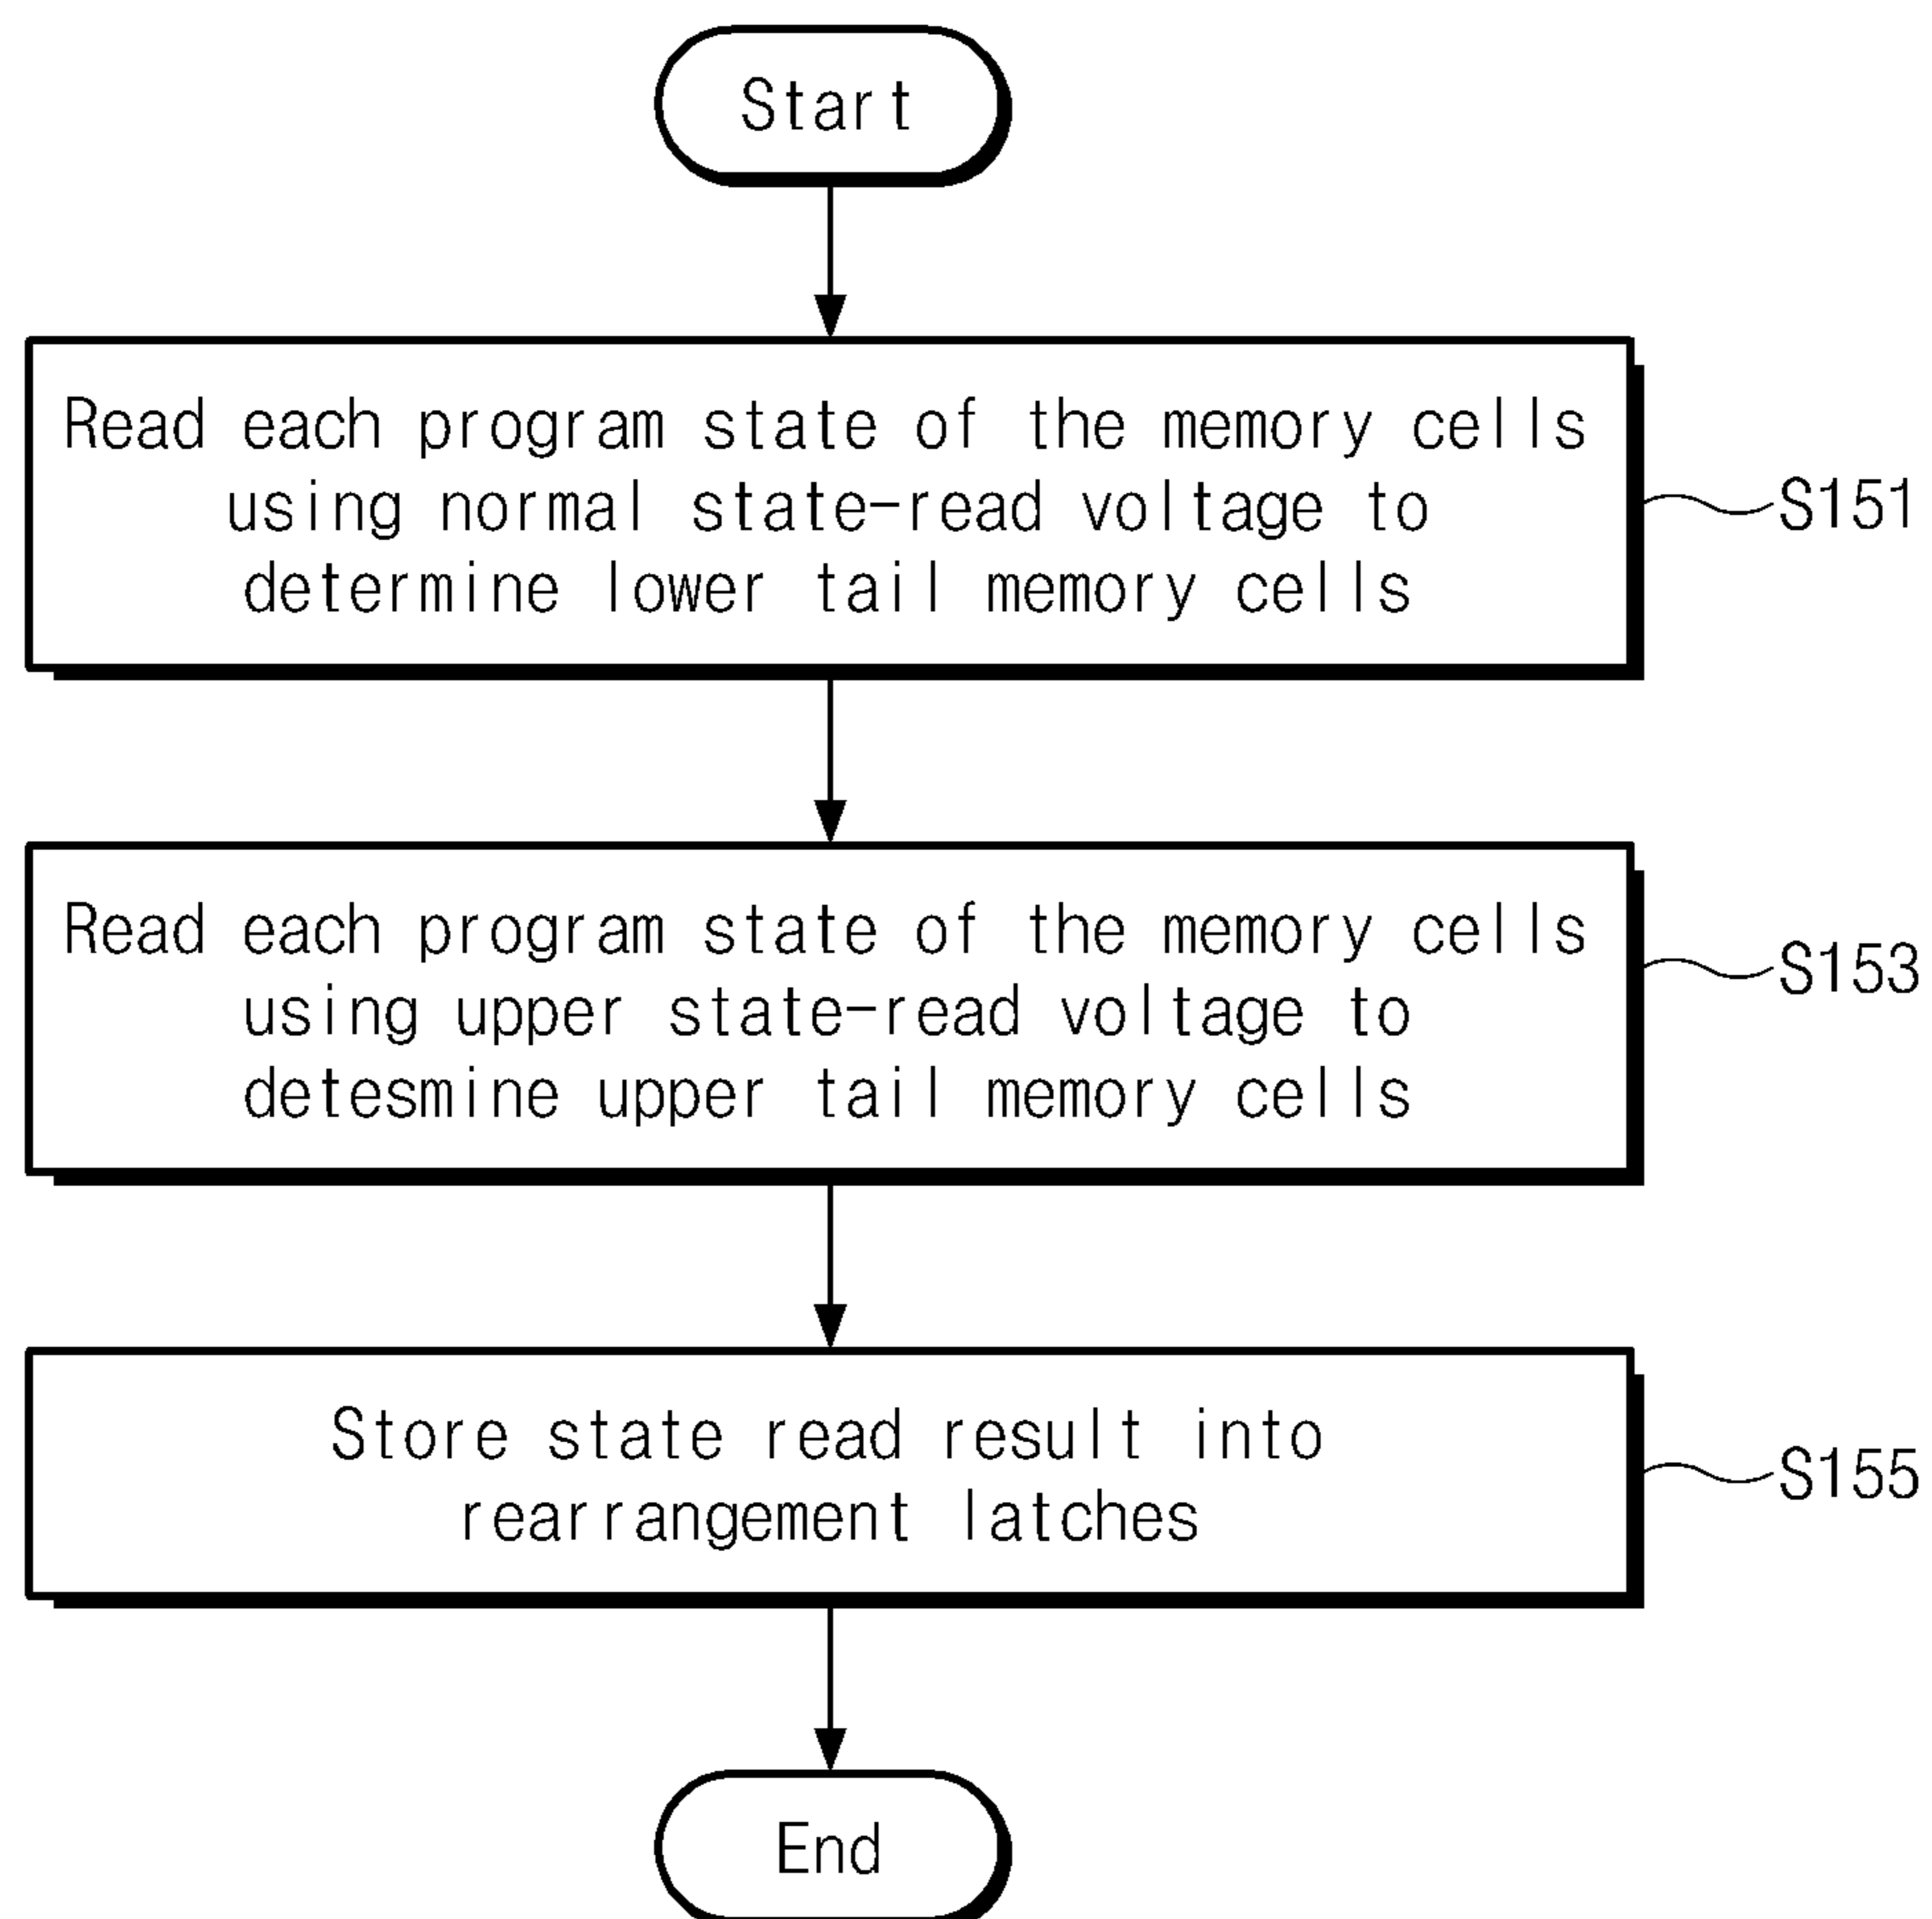 Start
Read each program state of the memory cells
using normal state-read voltage to
determine lower tail memory cells
S151
Read each program state of the memory cells
using upper state-read voltage to
detesmine upper tail memory cells
S153
Store state read result into
rearrangement latches
S155
End